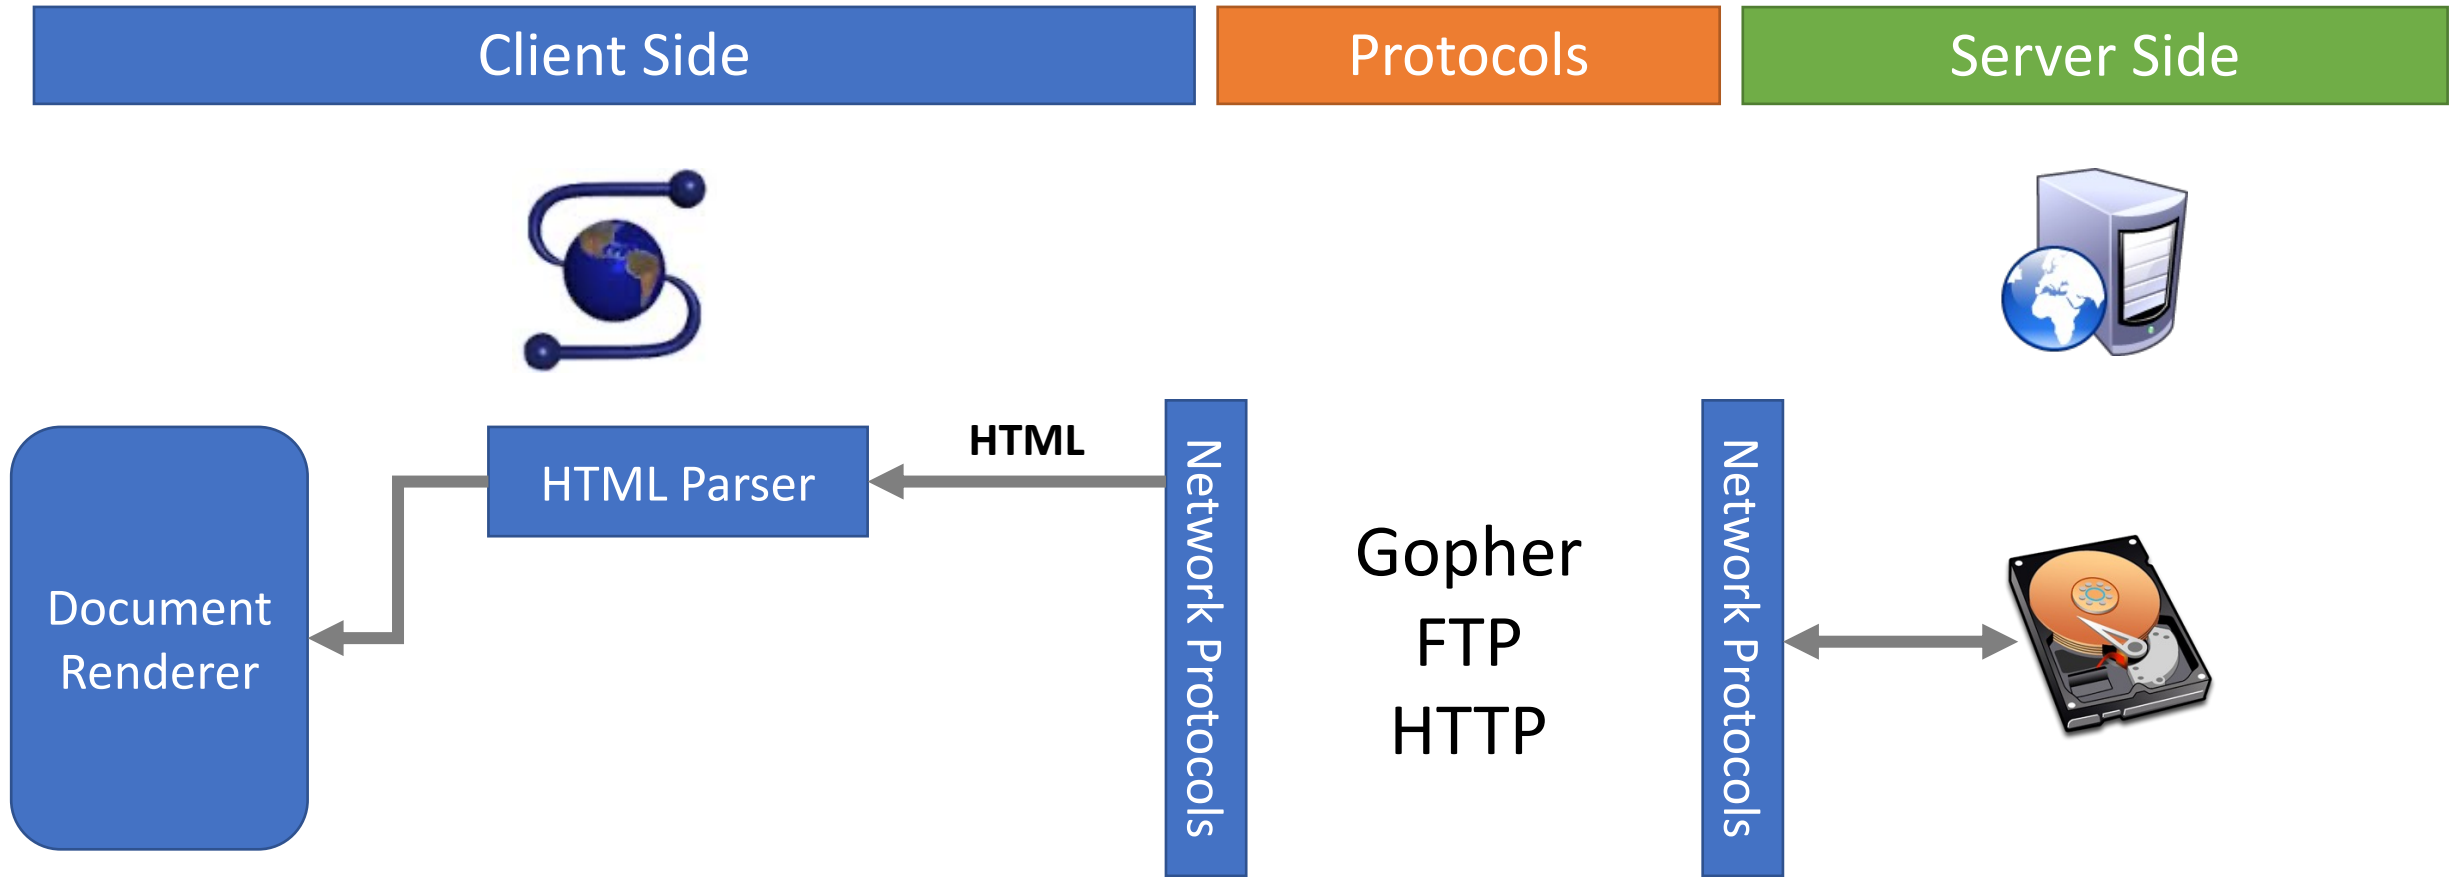 Client Side
Protocols
Server Side
HTML
HTML Parser
Document
Renderer
Network Protocols
Gopher
FTP
HTTP
Network Protocols